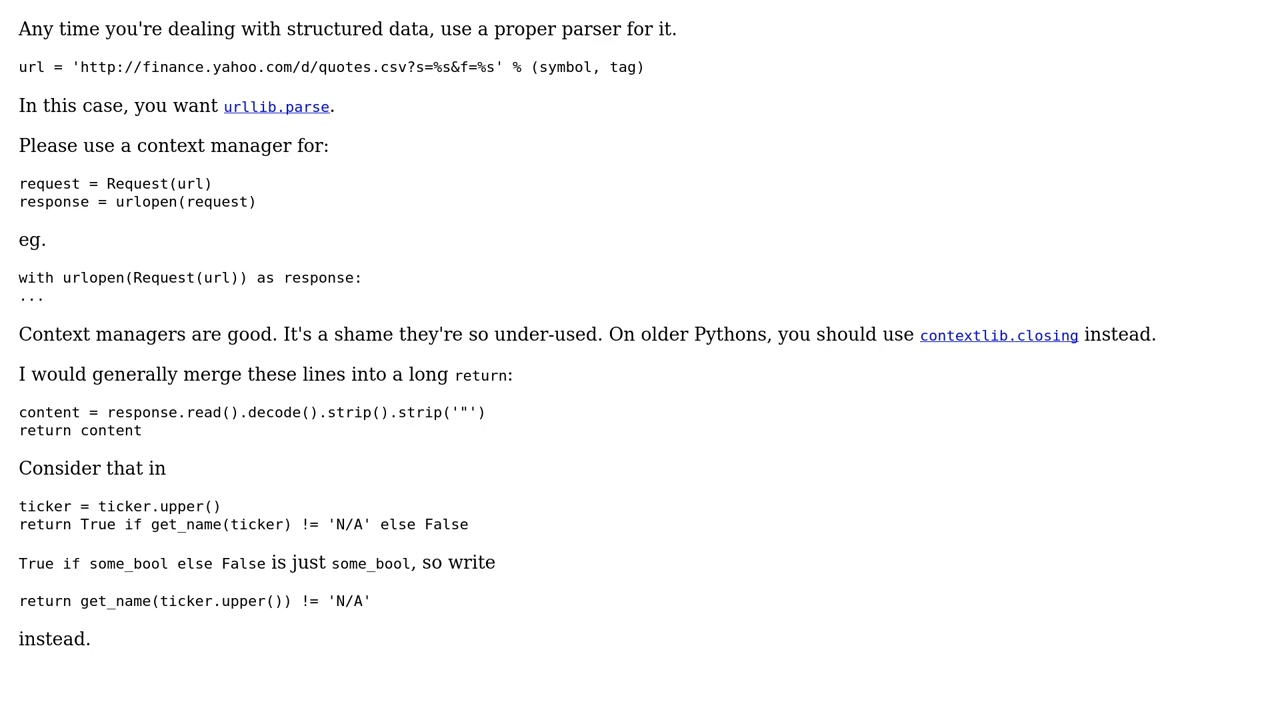 Any time you're dealing with structured data, use a proper parser for it.
url = 'http://finance.yahoo.com/d/quotes.csv?s=%s&f=%s' % (symbol, tag)
In this case, you want urllib.parse.
Please use a context manager for:
request = Request(url)
response = urlopen(request)
eg.
with urlopen(Request(url)) as response:
...
Context managers are good. It's a shame they're so under-used. On older Pythons, you should use contextlib.closing instead.
I would generally merge these lines into a long return:
content = response.read().decode().strip().strip('"')
return content
Consider that in
ticker = ticker.upper()
return True if get_name(ticker) != 'N/A' else False
True if some_bool else False is just some_bool, so write
return get_name(ticker.upper()) != 'N/A'
instead.